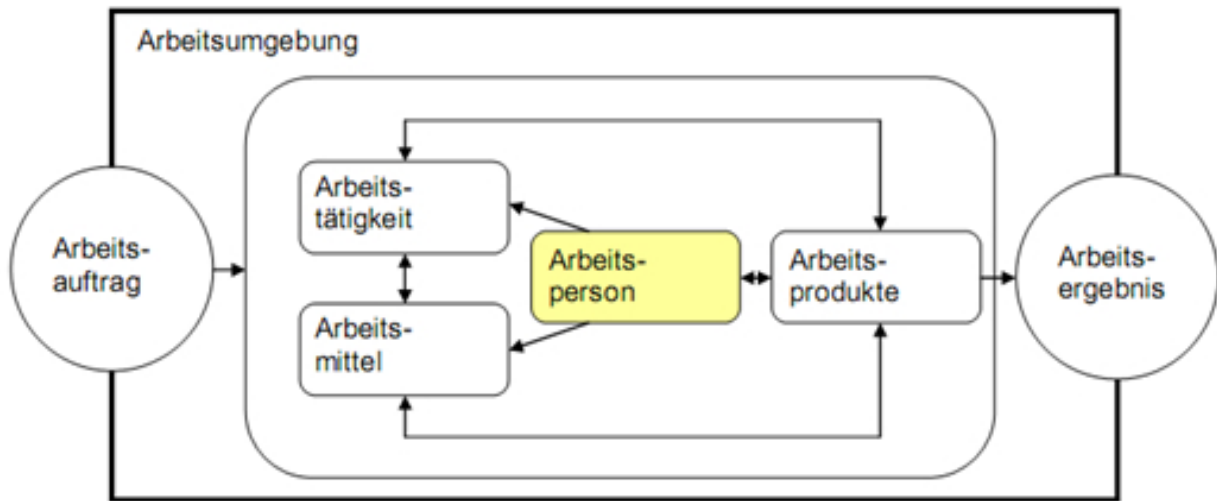 Arbeitsumgebung
Arbeits-
tätigkeit
Arbeits-
auftrag
Arbeits-
person
Arbeits-
produkte
Arbeits-
ergebnis
Arbeits-
mittel